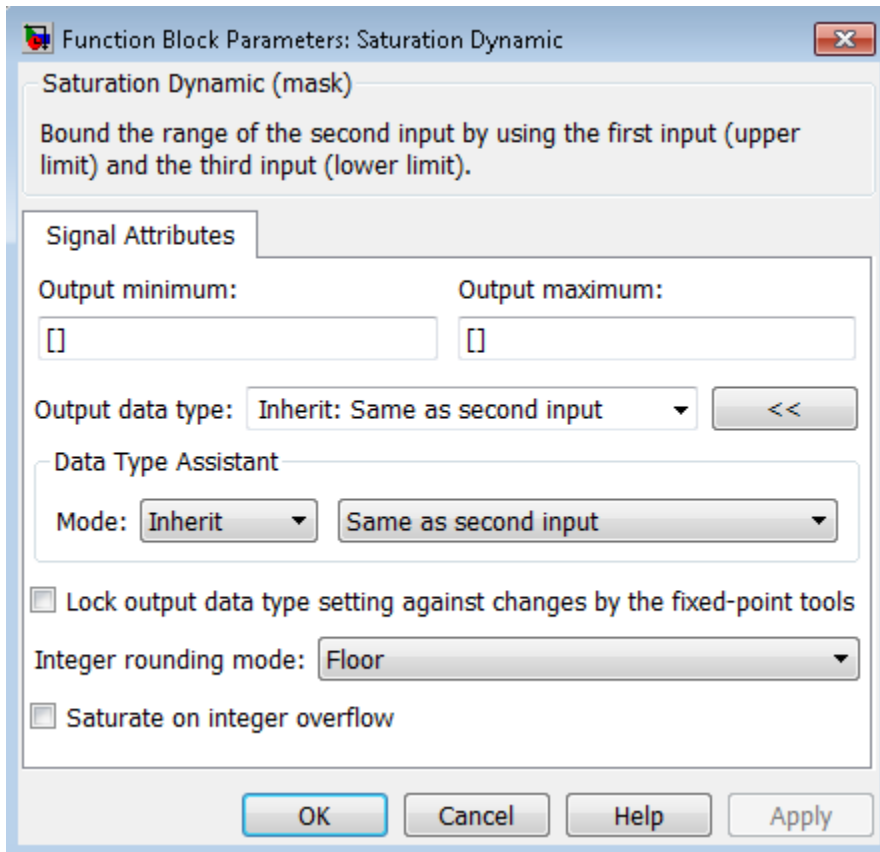 Function Block Parameters: Saturation Dynamic
Saturation Dynamic (mask)
Bound the range of the second input by using the first input (upper
limit) and the third input (lower limit).
Signal Attributes
Output minimum: Output maximum:
[] []
Output data type: Inherit: Same as second input <<
Data Type Assistant
Mode: Inherit Same as second input
Lock output data type setting against changes by the fixed-point tools
Integer rounding mode: Floor
Saturate on integer overflow
OK Cancel Help Apply